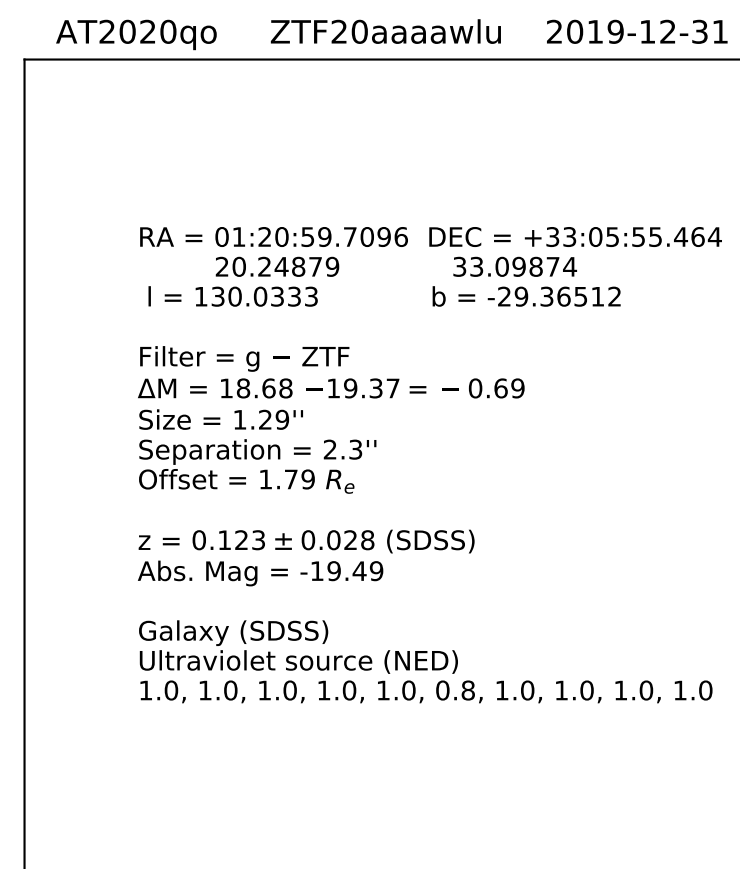 AT2020qo ZTF20aaaawlu 2019-12-31
RA = 01:20:59.7096 DEC = +33:05:55.464
20.24879 33.09874
l = 130.0333 b = -29.36512
Filter = g − ZTF
ΔM = 18.68 −19.37 = − 0.69
Size = 1.29''
Separation = 2.3''
Offset = 1.79 Rₑ
z = 0.123 ± 0.028 (SDSS)
Abs. Mag = -19.49
Galaxy (SDSS)
Ultraviolet source (NED)
1.0, 1.0, 1.0, 1.0, 1.0, 0.8, 1.0, 1.0, 1.0, 1.0